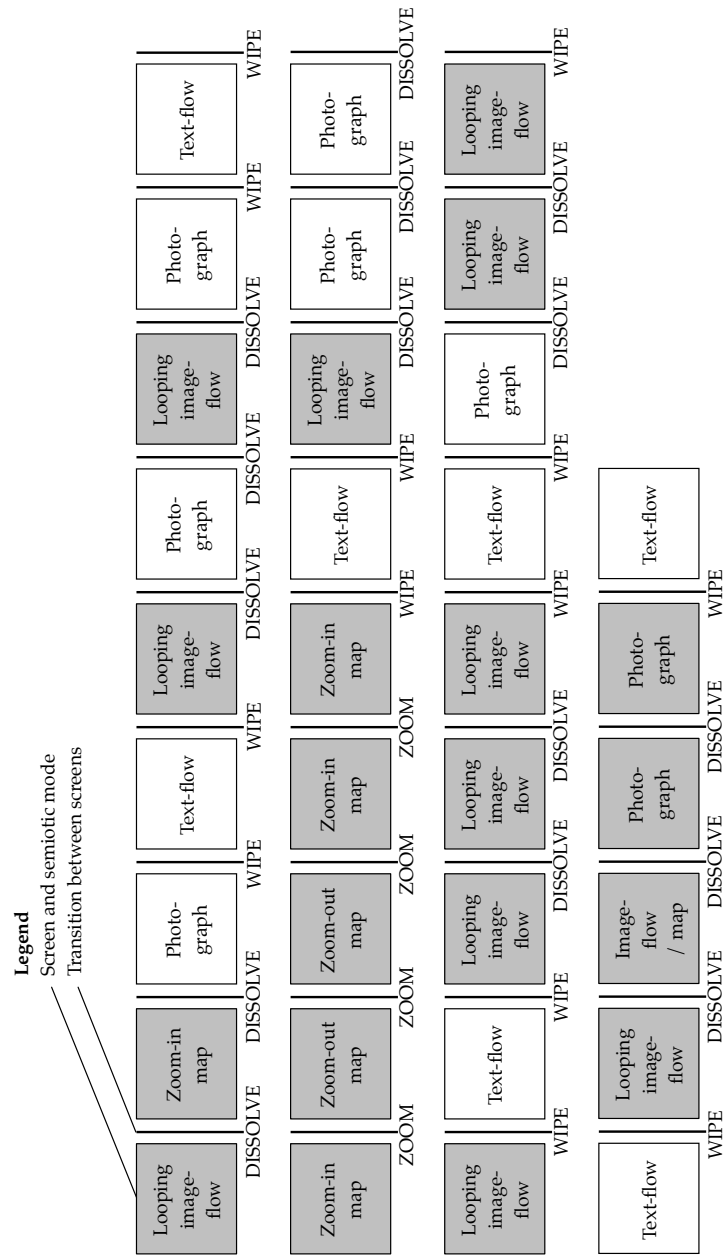 Legend
Screen and semiotic mode
Transition between screens
Looping
image-
flow
DISSOLVE
Zoom-in
map
DISSOLVE
Photo-
graph
WIPE
Text-flow
WIPE
Looping
image-
flow
DISSOLVE
Photo-
graph
DISSOLVE
Looping
image-
flow
DISSOLVE
Photo-
graph
WIPE
Text-flow
WIPE
Zoom-in
map
ZOOM
Zoom-out
map
ZOOM
Zoom-out
map
ZOOM
Zoom-in
map
ZOOM
Zoom-in
map
WIPE
Text-flow
WIPE
Looping
image-
flow
DISSOLVE
Photo-
graph
DISSOLVE
Photo-
graph
DISSOLVE
Looping
image-
flow
WIPE
Text-flow
WIPE
Looping
image-
flow
DISSOLVE
Looping
image-
flow
DISSOLVE
Looping
image-
flow
WIPE
Text-flow
WIPE
Photo-
graph
DISSOLVE
Looping
image-
flow
DISSOLVE
Looping
image-
flow
WIPE
Text-flow
WIPE
Looping
image-
flow
DISSOLVE
Image-
flow
/ map
DISSOLVE
Photo-
graph
DISSOLVE
Photo-
graph
WIPE
Text-flow